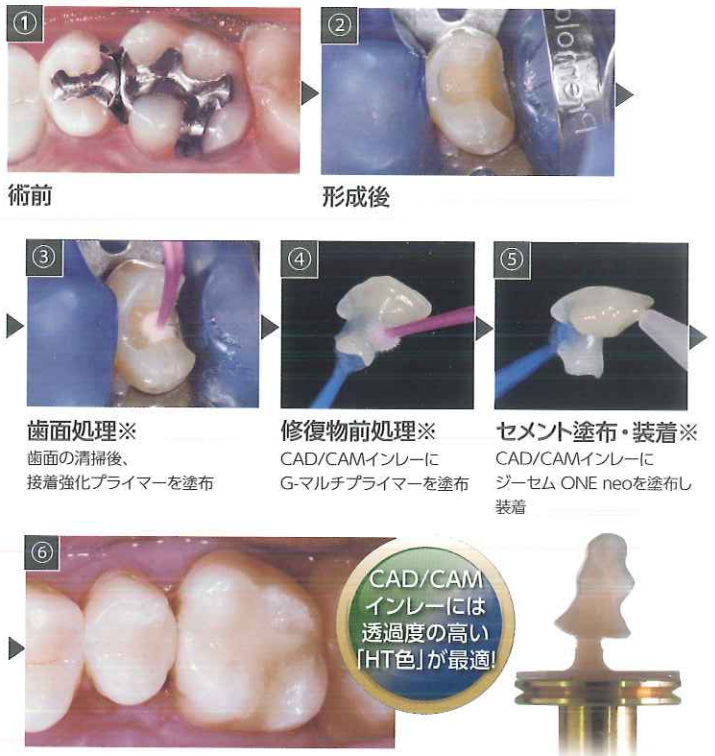 ①
術前
②
形成後
③
歯面処理※
歯面の清掃後、
接着強化プライマーを塗布
④
修復物前処理※
CAD/CAMインレーに
G-マルチプライマーを塗布
⑤
セメント塗布・装着※
CAD/CAMインレーに
ジーセム ONE neoを塗布し
装着
⑥
CAD/CAM
インレーには
透過度の高い
「HT色」が最適!